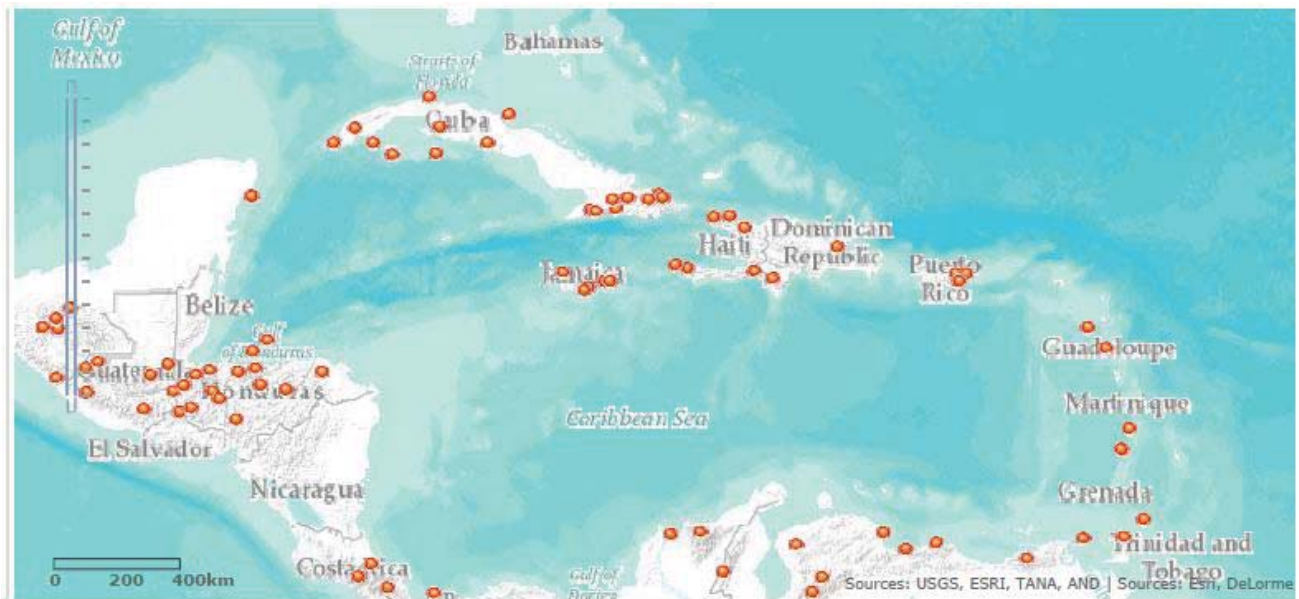 Gulf of
Mexico
Bahamas
Straits of
Florida
Cuba
Haiti
Dominican
Republic
Jamaica
Puerto
Rico
Belize
Gulf
of Honduras
Guadeloupe
Guatemala
Honduras
Martinique
Caribbean Sea
El Salvador
Nicaragua
Grenada
Trinidad and
Tobago
Costa Rica
Gulf of
0 200 400km
Sources: USGS, ESRI, TANA, AND | Sources: Esri, DeLorme